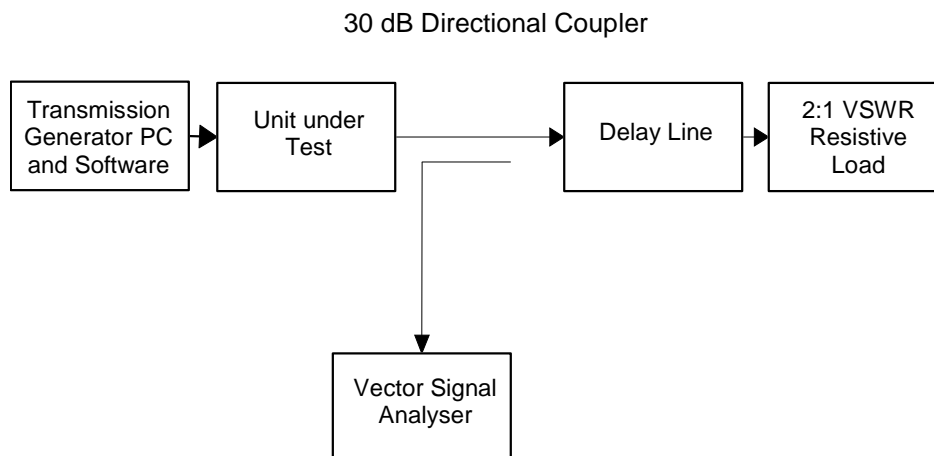 30 dB Directional Coupler
Transmission
Generator PC
and Software
Unit under
Test
Delay Line
2:1 VSWR
Resistive
Load
Vector Signal
Analyser